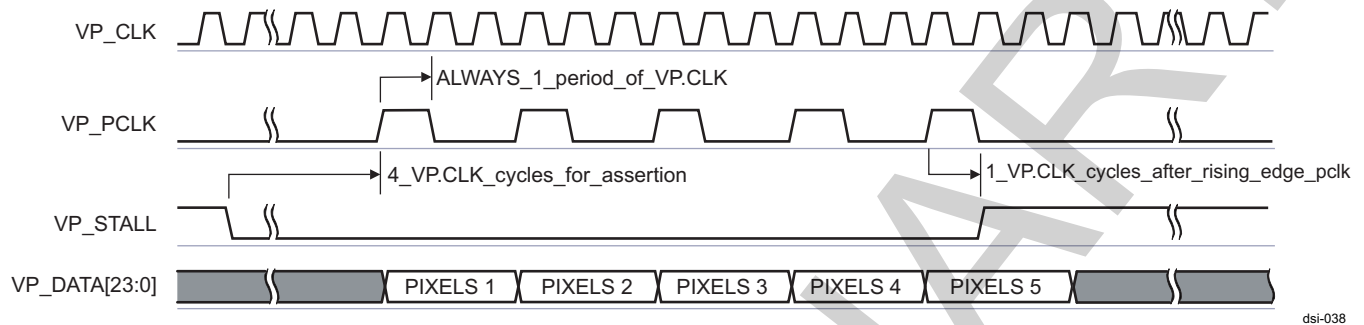 VP_CLK
ALWAYS_1_period_of_VP.CLK
VP_PCLK
4_VP.CLK_cycles_for_assertion
1_VP.CLK_cycles_after_rising_edge_pclk
VP_STALL
VP_DATA[23:0]
PIXELS 1
PIXELS 2
PIXELS 3
PIXELS 4
PIXELS 5
dsi-038